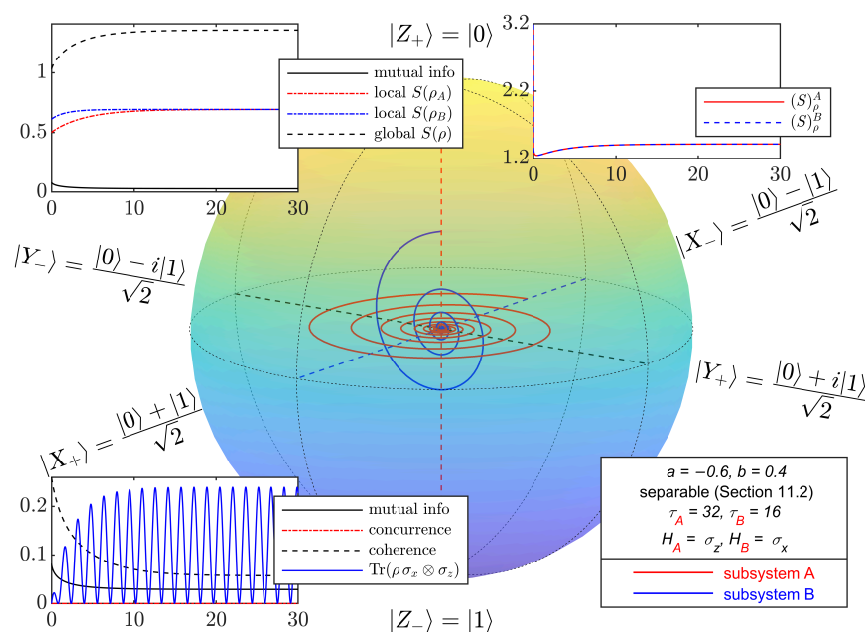 |Z₊⟩ = |0⟩
1
0.5
0
0
10
20
30
mutual info
local S(ρ_A)
local S(ρ_B)
global S(ρ)
3.2
2.2
1.2
0
10
20
30
(S)^A_ρ
(S)^B_ρ
|Y₋⟩ = |0⟩ − i|1⟩ / √2
|X₋⟩ = |0⟩ − |1⟩ / √2
|X₊⟩ = |0⟩ + |1⟩ / √2
|Y₊⟩ = |0⟩ + i|1⟩ / √2
0.2
0.1
0
0
10
20
30
mutual info
concurrence
coherence
Tr(ρ σ_x ⊗ σ_z)
|Z₋⟩ = |1⟩
a = −0.6, b = 0.4
separable (Section 11.2)
τ_A = 32, τ_B = 16
H_A = σ_z, H_B = σ_x
subsystem A
subsystem B